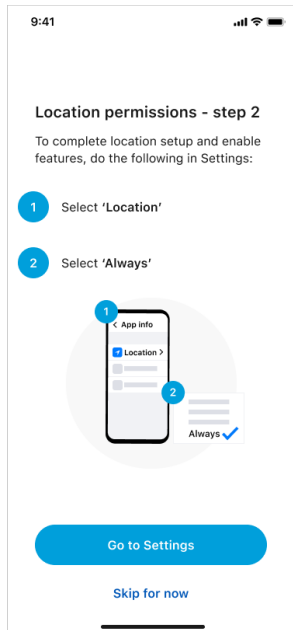 9:41
Location permissions - step 2
To complete location setup and enable
features, do the following in Settings:
1 Select ‘Location’
2 Select ‘Always’
1
< App info
Location >
2
Always
Go to Settings
Skip for now